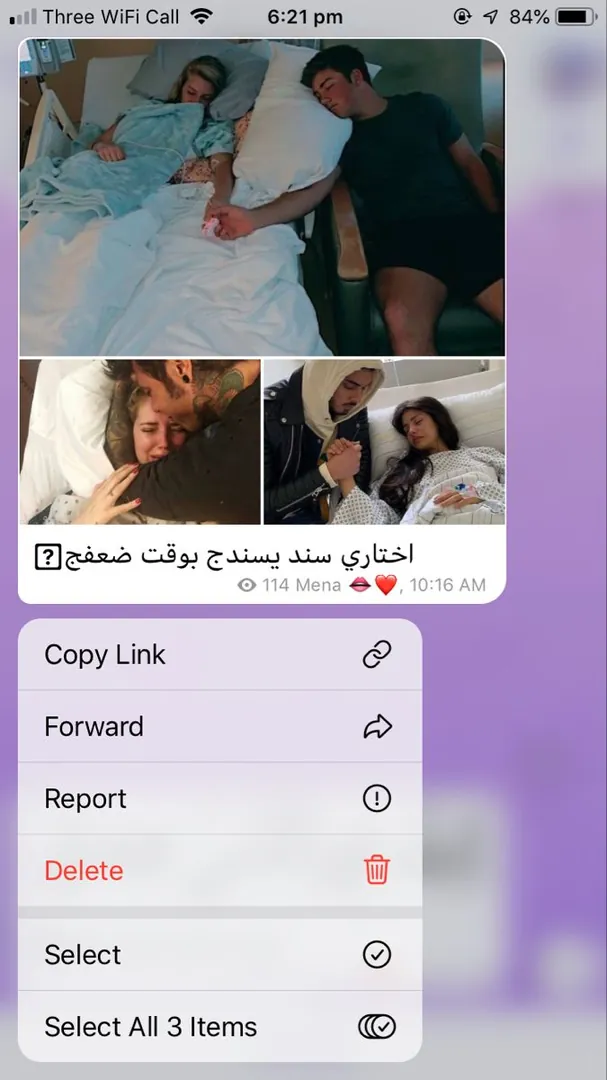 Three WiFi Call 6:21 pm 84%
اختاري سند يسندج بوقت ضعفج
114 Mena 👄❤️, 10:16 AM
Copy Link
Forward
Report
Delete
Select
Select All 3 Items